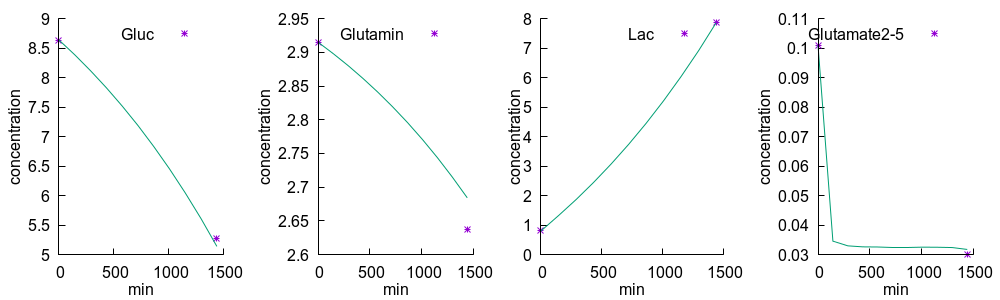 9
8.5
8
7.5
7
6.5
6
5.5
5
concentration
Gluc
0 500 1000 1500
min
2.95
2.9
2.85
2.8
2.75
2.7
2.65
2.6
concentration
Glutamin
0 500 1000 1500
min
8
7
6
5
4
3
2
1
0
concentration
Lac
0 500 1000 1500
min
0.11
0.1
0.09
0.08
0.07
0.06
0.05
0.04
0.03
concentration
Glutamate2-5
0 500 1000 1500
min